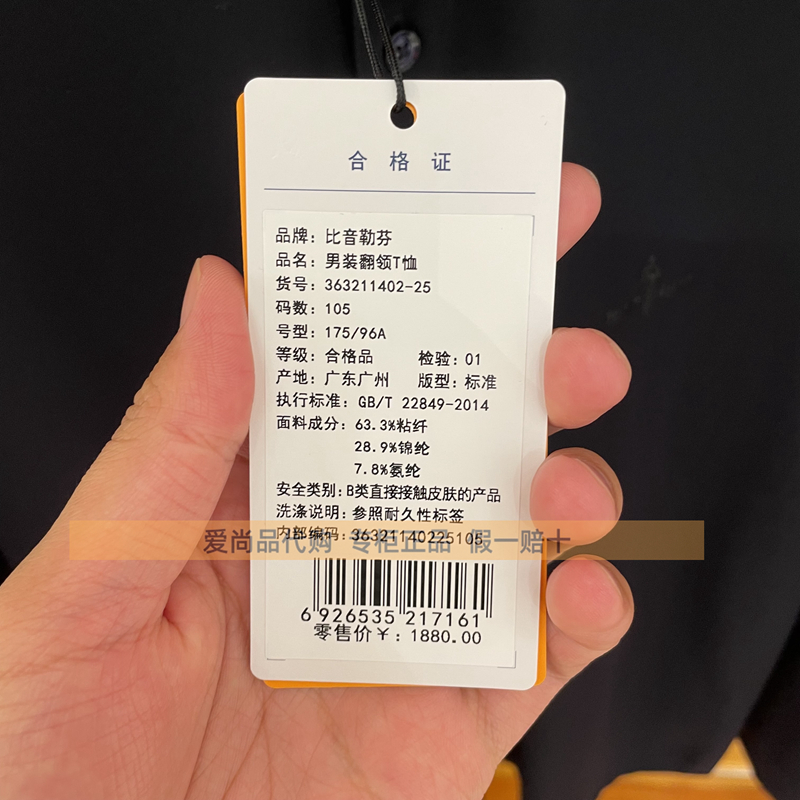 合格证
品牌：比音勒芬
品名：男装翻领T恤
货号：363211402-25
码数：105
号型：175/96A
等级：合格品 检验：01
产地：广东广州 版型：标准
执行标准：GB/T 22849-2014
面料成分：63.3%粘纤
28.9%锦纶
7.8%氨纶
安全类别：B类直接接触皮肤的产品
洗涤说明：参照耐久性标签
内部编码：36321140225105
爱尚品代购 专柜正品 假一赔十
6 926535 217161
零售价￥：1880.00